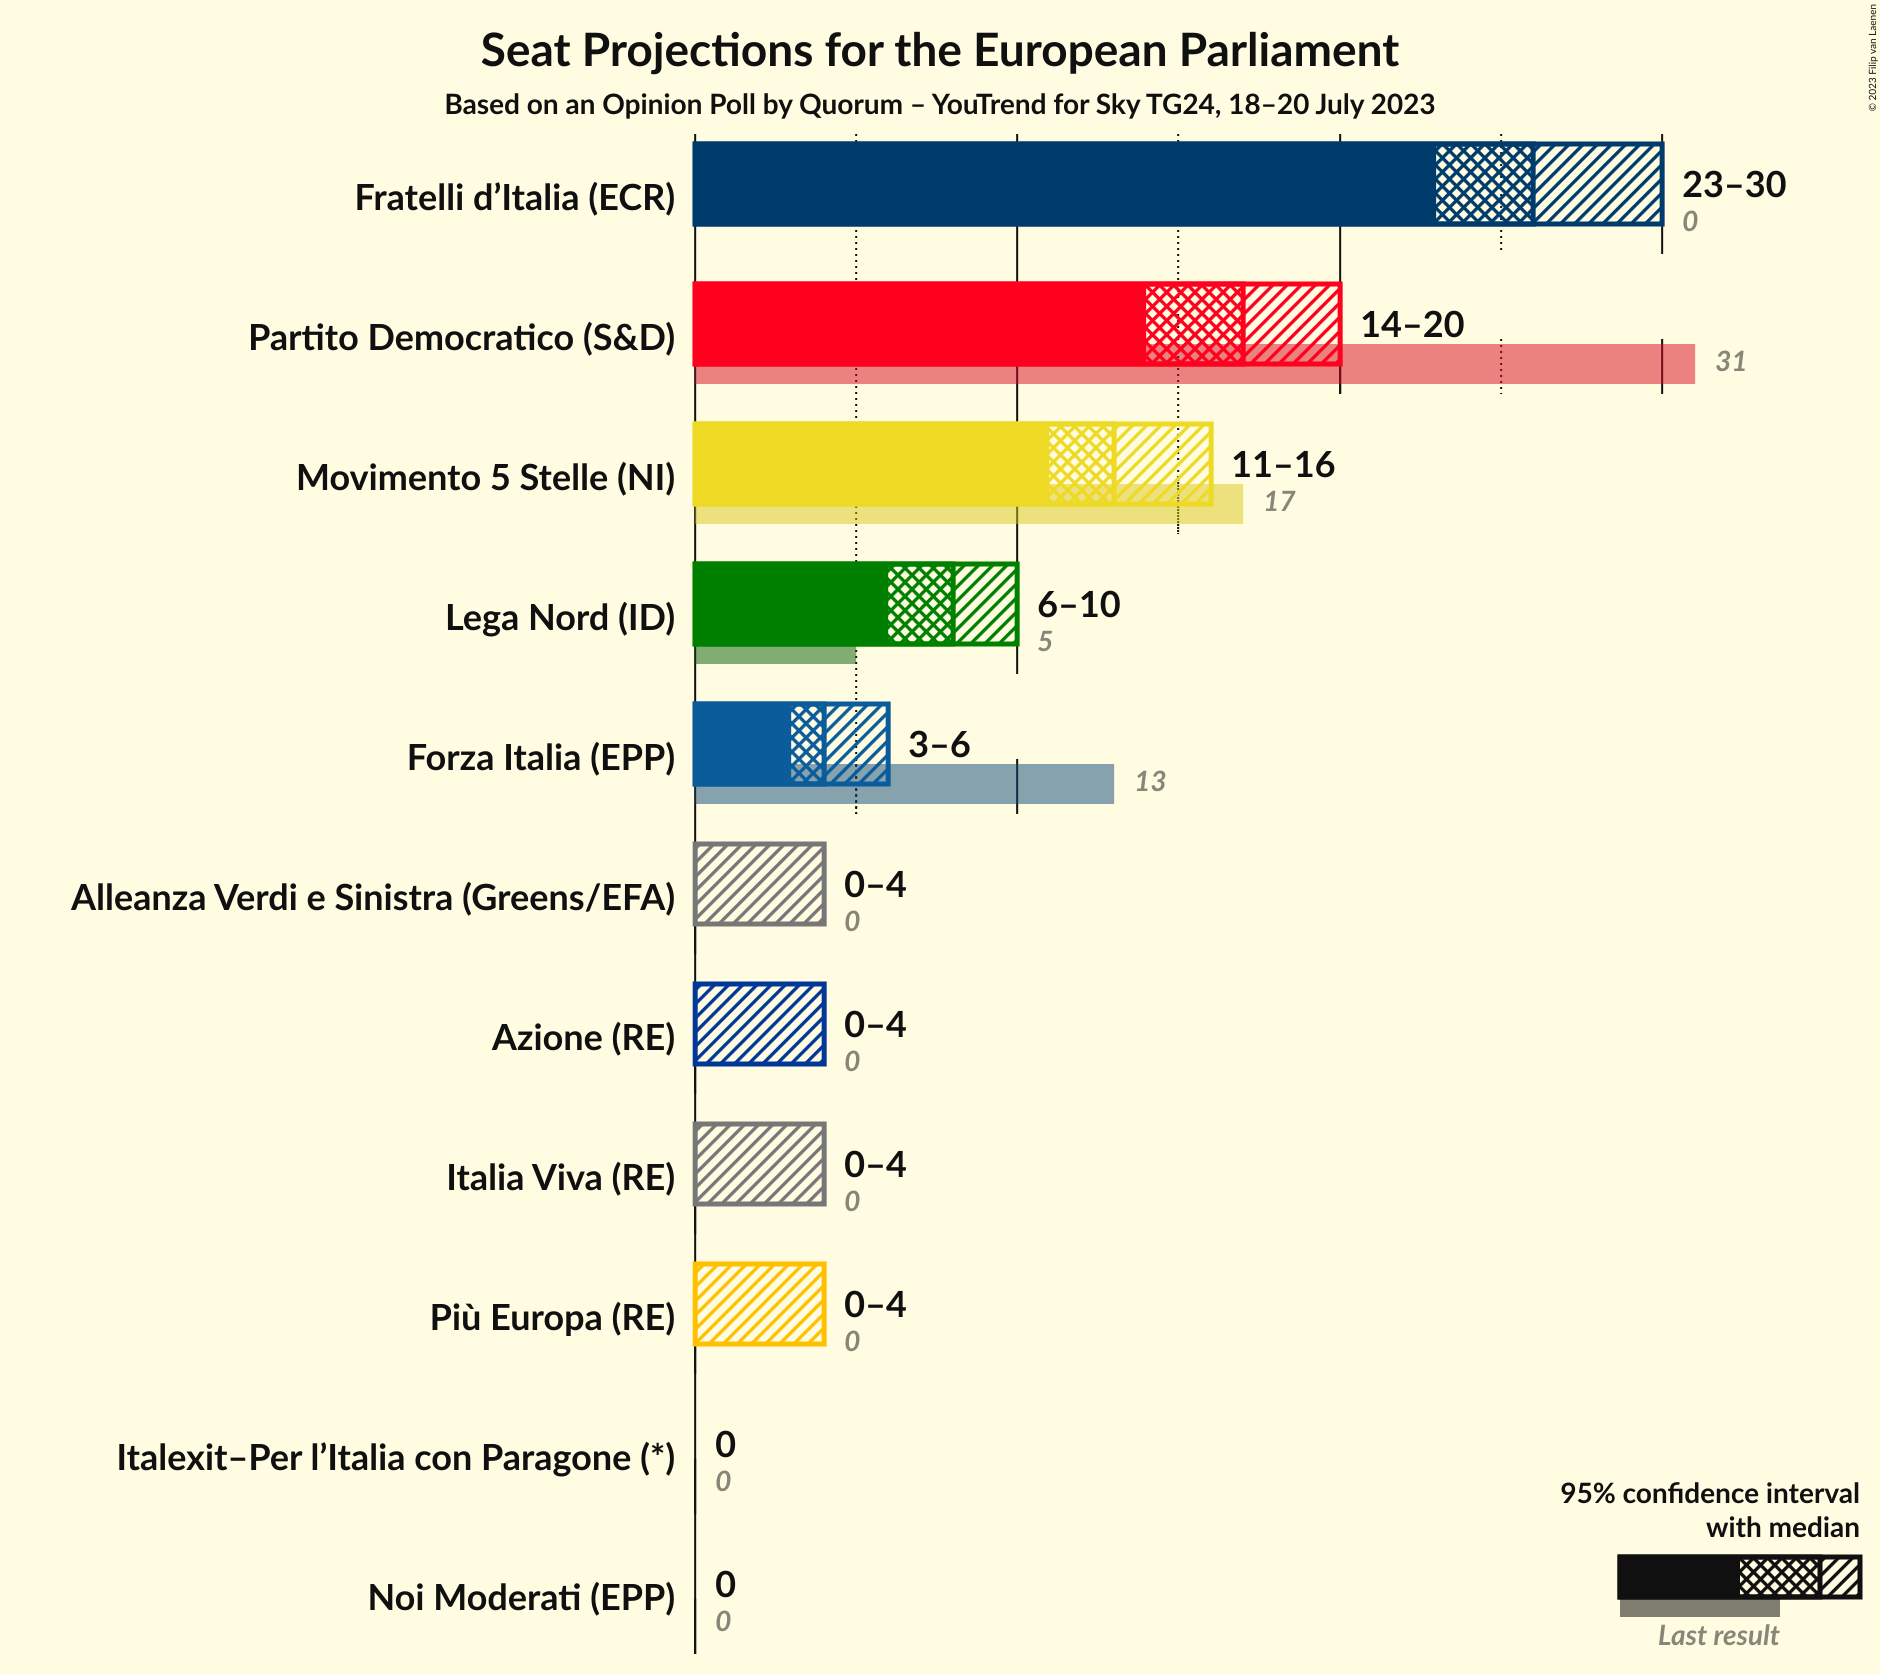 Seat Projections for the European Parliament
Based on an Opinion Poll by Quorum – YouTrend for Sky TG24, 18–20 July 2023
© 2023 Filip van Laenen
Fratelli d’Italia (ECR)
23–30
0
Partito Democratico (S&D)
14–20
31
Movimento 5 Stelle (NI)
11–16
17
Lega Nord (ID)
6–10
5
Forza Italia (EPP)
3–6
13
Alleanza Verdi e Sinistra (Greens/EFA)
0–4
0
Azione (RE)
0–4
0
Italia Viva (RE)
0–4
0
Più Europa (RE)
0–4
0
Italexit–Per l’Italia con Paragone (*)
0
0
Noi Moderati (EPP)
0
0
95% confidence interval
with median
Last result